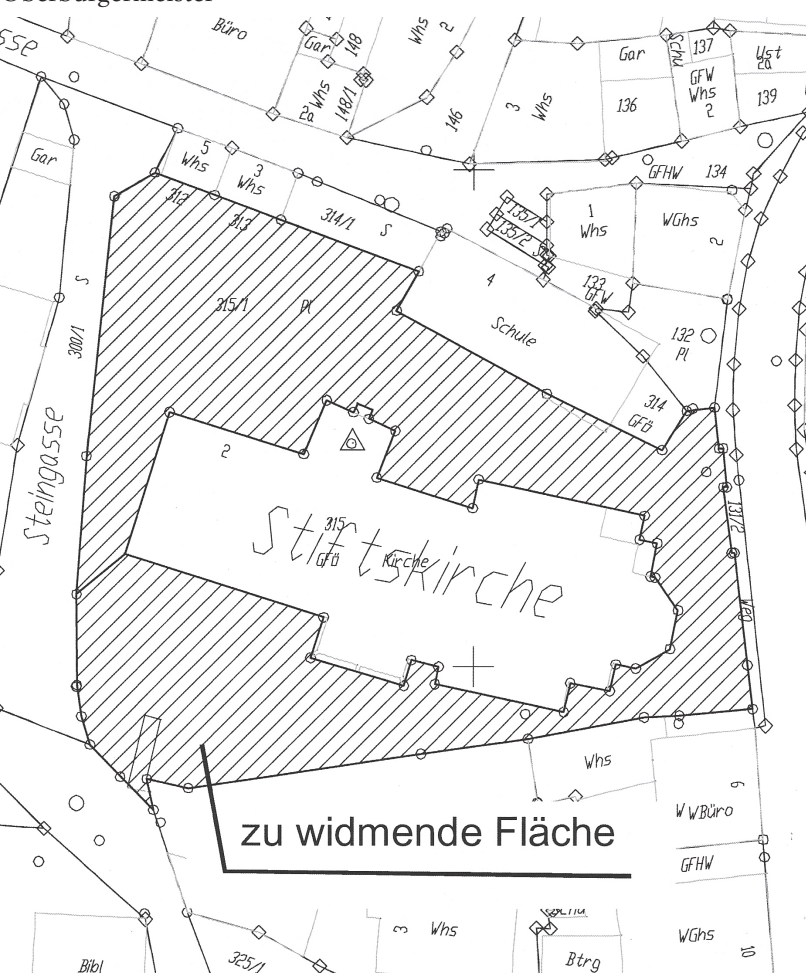 Oberbürgermeister
Büro
Gar
148
Whs
2
2a
Whs
148/1
146
3
Whs
Gar
136
Schu
137
GFW
Whs
2
Ust
2a
139
Gar
5
Whs
3
Whs
312
313
314/1
S
135/1
135/2
1
Whs
GFHW
134
WGhs
2
133
GFW
4
Schule
132
Pl
314
GFö
S
300/1
315/1
Pl
Steingasse
2
315
GFö
Kirche
Stiftskirche
131/2
Weg
Whs
zu widmende Fläche
6
W WBüro
GFHW
3
Whs
WGhs
10
Bibl
325/1
Btrg